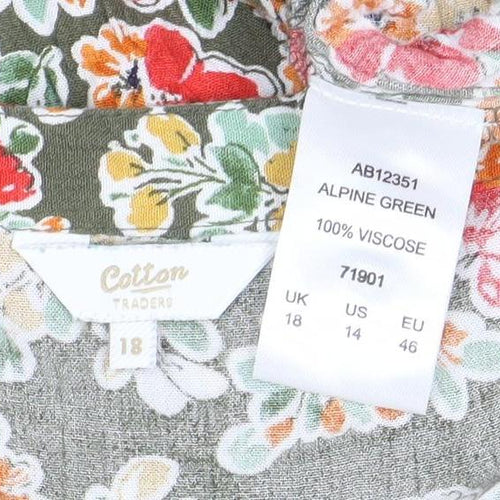 Cotton
TRADERS
18
AB12351
ALPINE GREEN
100% VISCOSE
71901
UK US EU
18 14 46